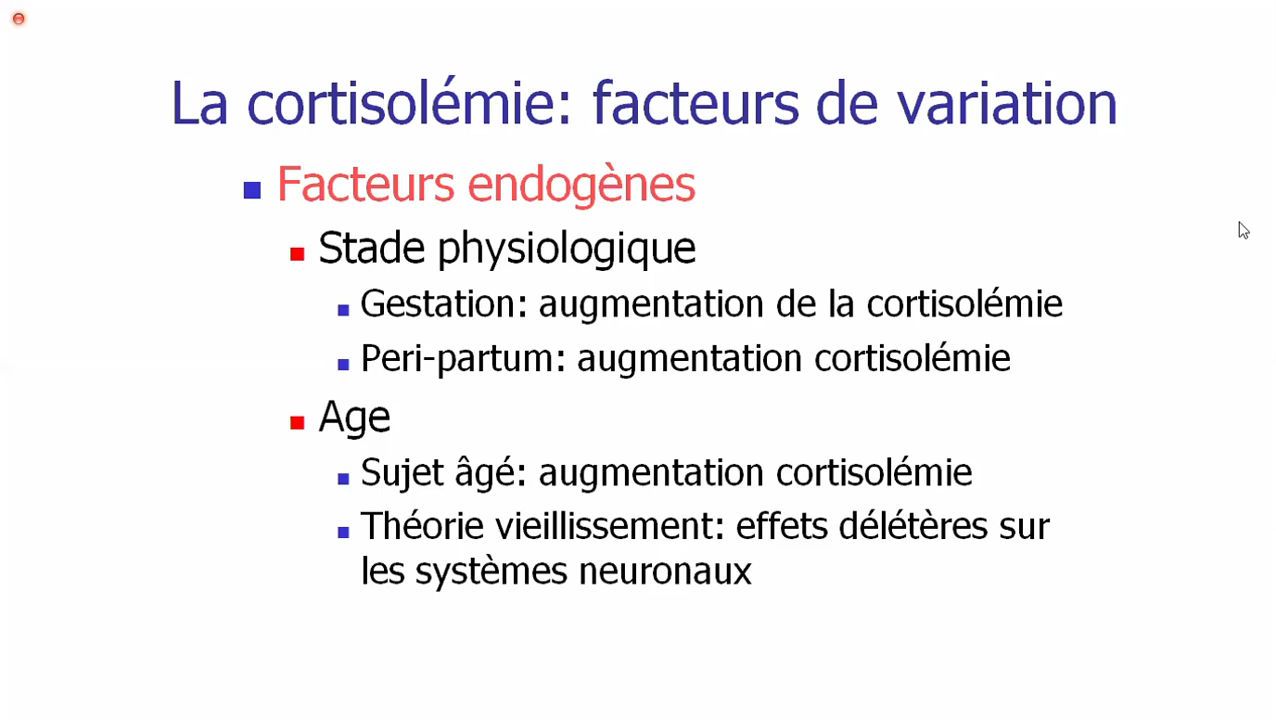 La cortisolémie: facteurs de variation
Facteurs endogènes
Stade physiologique
Gestation: augmentation de la cortisolémie
Peri-partum: augmentation cortisolémie
Age
Sujet âgé: augmentation cortisolémie
Théorie vieillissement: effets délétères sur
les systèmes neuronaux